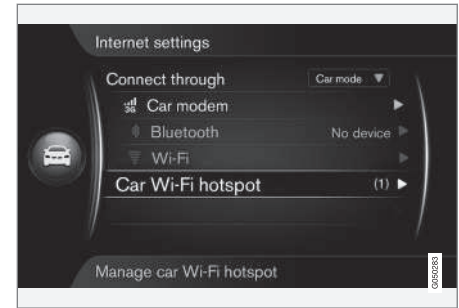 Internet settings
Connect through Car mode
3G Car modem
Bluetooth No device
Wi-Fi
Car Wi-Fi hotspot (1)
Manage car Wi-Fi hotspot
G050283